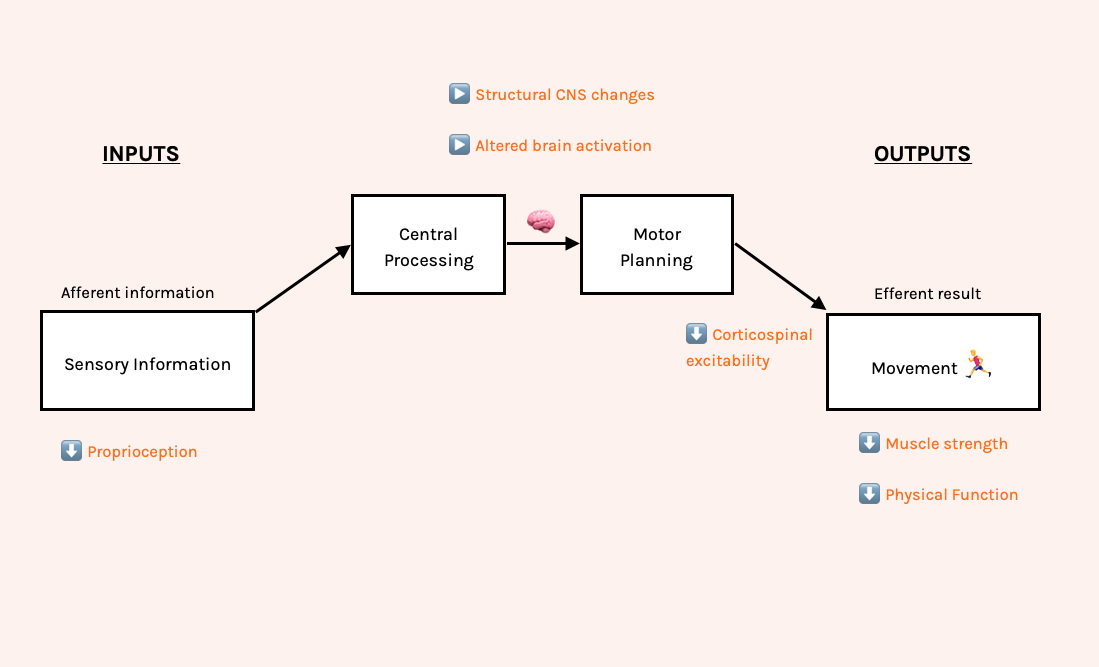 Structural CNS changes
Altered brain activation
INPUTS
OUTPUTS
Central
Processing
Motor
Planning
Afferent information
Sensory Information
Proprioception
Corticospinal
excitability
Efferent result
Movement
Muscle strength
Physical Function